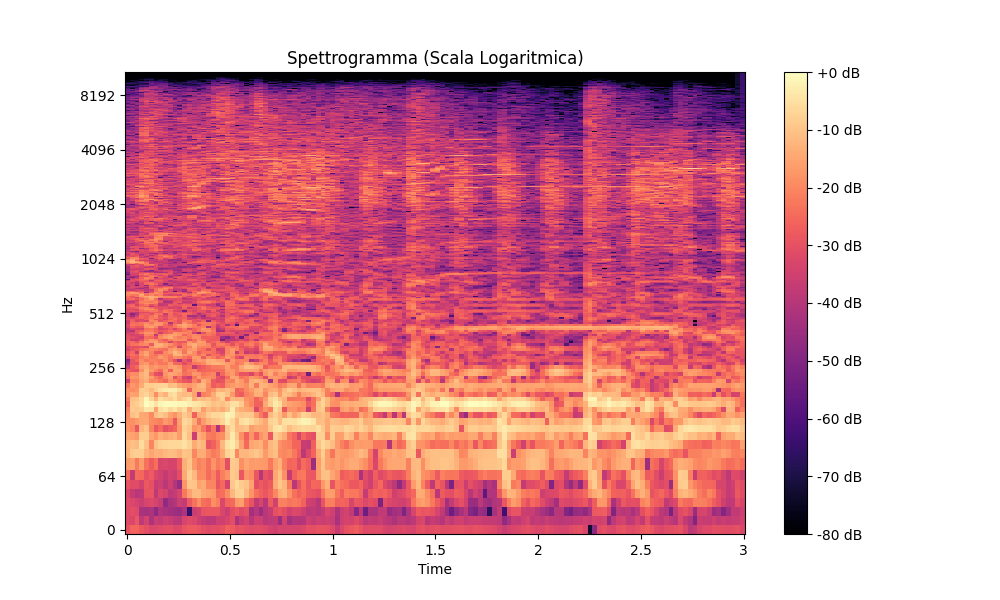 Spettrogramma (Scala Logaritmica)
Hz
8192
4096
2048
1024
512
256
128
64
0
0 0.5 1 1.5 2 2.5 3
Time
+0 dB
-10 dB
-20 dB
-30 dB
-40 dB
-50 dB
-60 dB
-70 dB
-80 dB